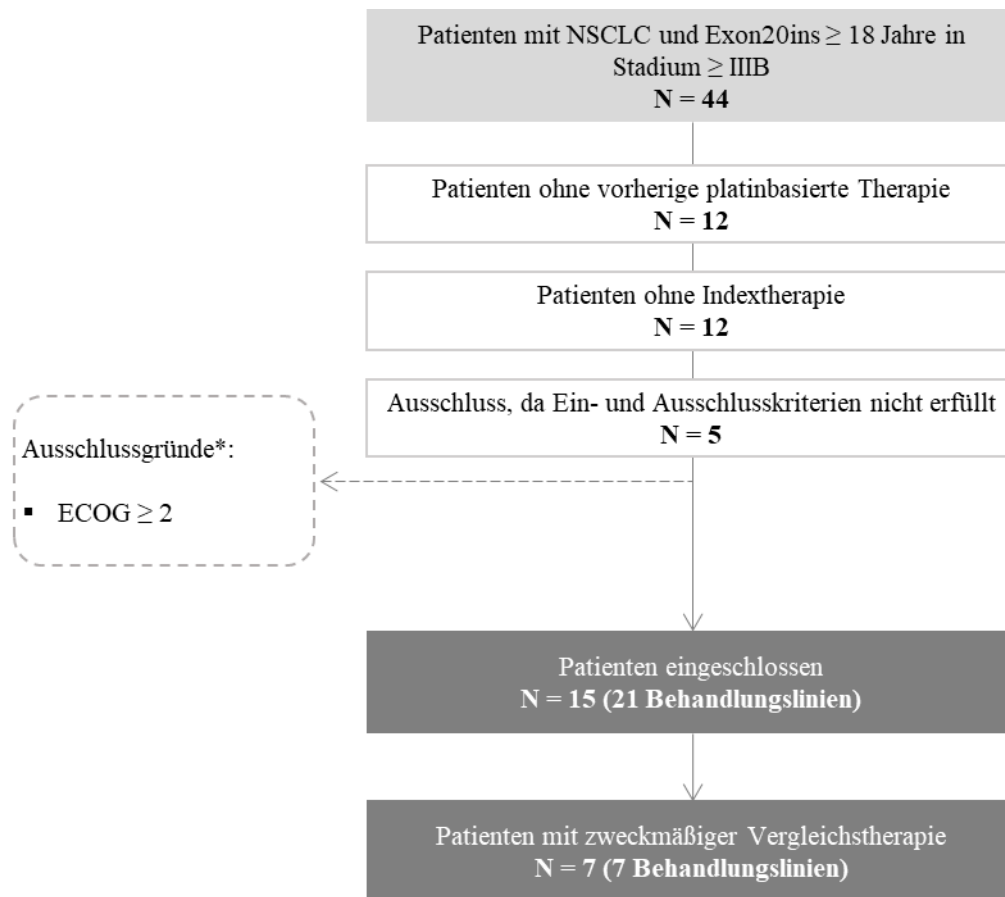 Patienten mit NSCLC und Exon20ins ≥ 18 Jahre in
Stadium ≥ IIIB
N = 44
Patienten ohne vorherige platinbasierte Therapie
N = 12
Patienten ohne Indextherapie
N = 12
Ausschluss, da Ein- und Ausschlusskriterien nicht erfüllt
N = 5
Ausschlussgründe*:
▪ ECOG ≥ 2
Patienten eingeschlossen
N = 15 (21 Behandlungslinien)
Patienten mit zweckmäßiger Vergleichstherapie
N = 7 (7 Behandlungslinien)